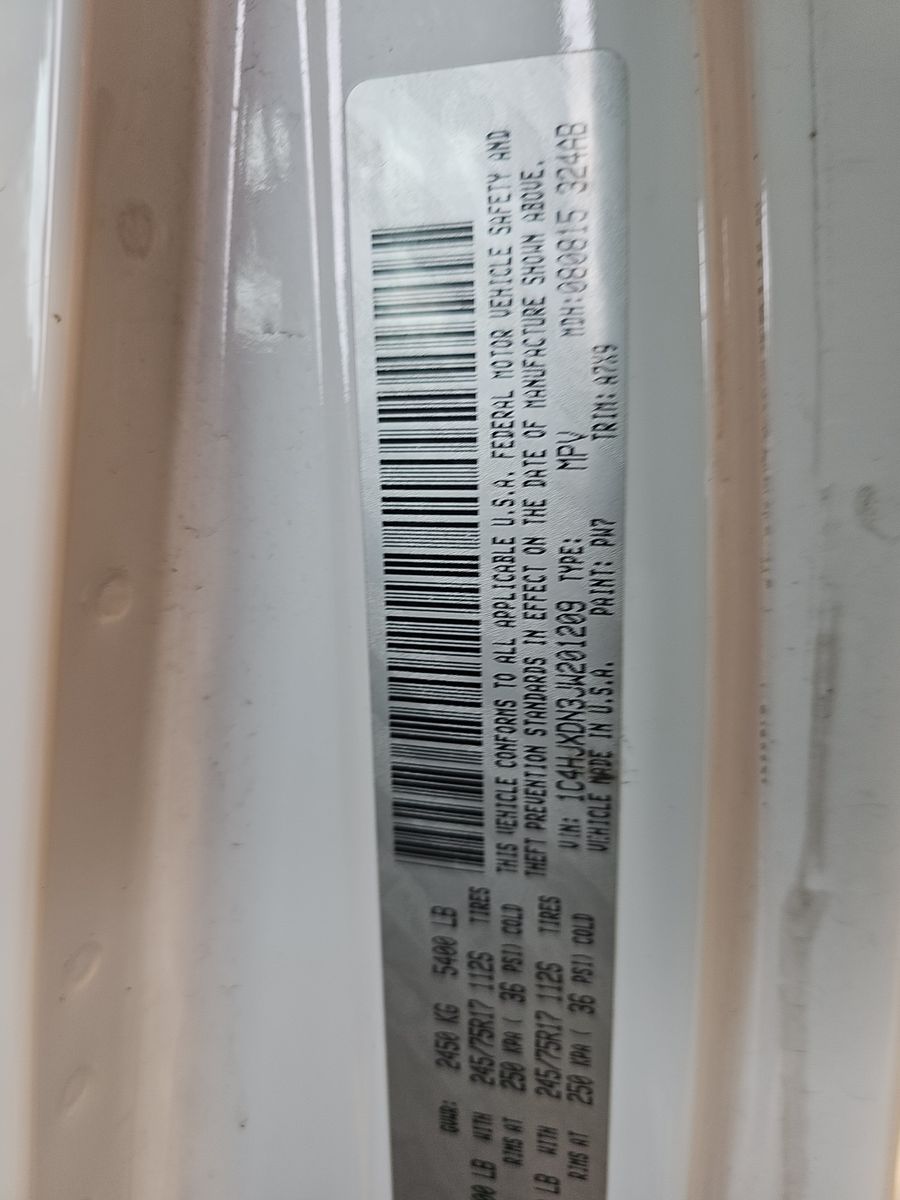 GVWR: 2450 KG 5400 LB
00 LB WITH 245/75R17 112S TIRES
RIMS AT 250 KPA ( 36 PSI) COLD
LB WITH 245/75R17 112S TIRES
RIMS AT 250 KPA ( 36 PSI) COLD
THIS VEHICLE CONFORMS TO ALL APPLICABLE U.S.A. FEDERAL MOTOR VEHICLE SAFETY AND
THEFT PREVENTION STANDARDS IN EFFECT ON THE DATE OF MANUFACTURE SHOWN ABOVE.
VIN: 1C4HJXDN3JW201209 TYPE: MPV MDH:080815 324AB
VEHICLE MADE IN U.S.A. PAINT: PW7 TRIM: A7X9